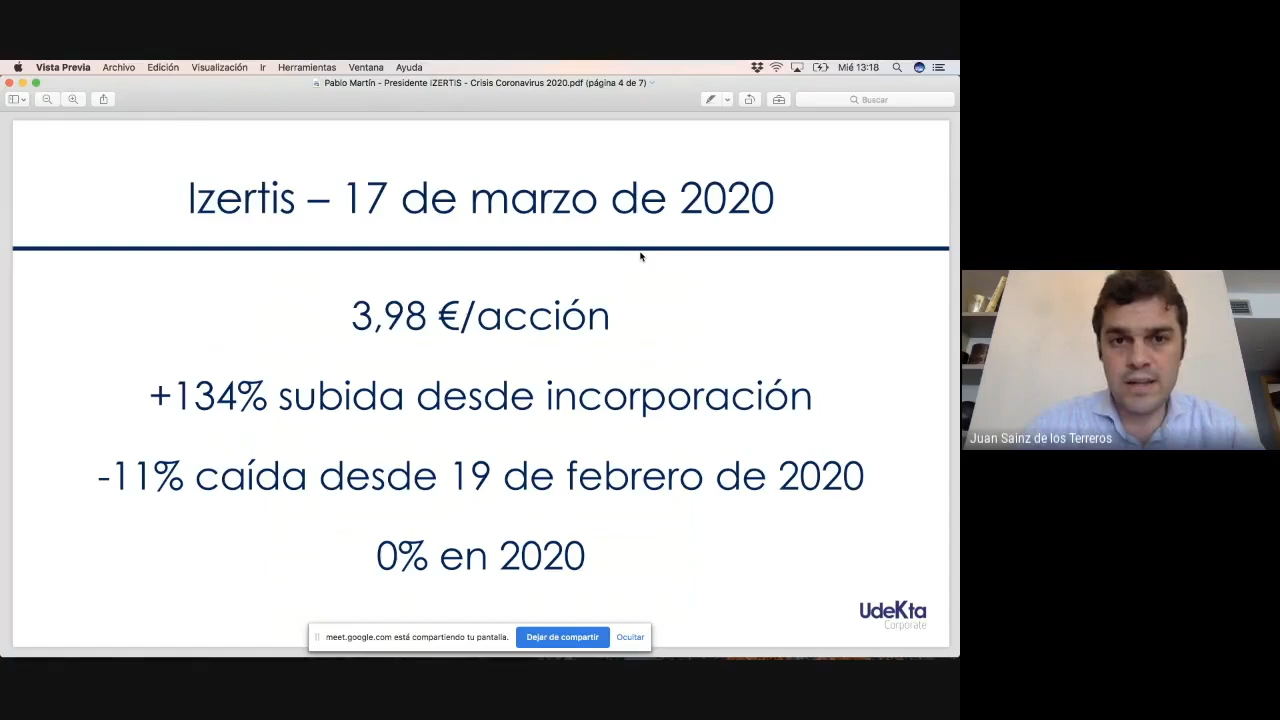 Vista Previa Archivo Edición Visualización Ir Herramientas Ventana Ayuda Mié 13:18
Pablo Martín - Presidente IZERTIS - Crisis Coronavirus 2020.pdf (página 4 de 7)
Buscar
Izertis – 17 de marzo de 2020
3,98 €/acción
+134% subida desde incorporación
-11% caída desde 19 de febrero de 2020
0% en 2020
UdeKta
Corporate
meet.google.com está compartiendo tu pantalla. Dejar de compartir Ocultar
Juan Sainz de los Terreros